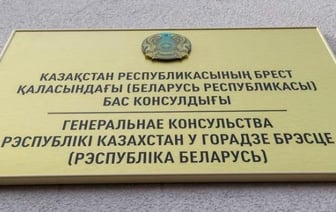 ҚАЗАҚСТАН РЕСПУБЛИКАСЫНЫҢ БРЕСТ
ҚАЛАСЫНДАҒЫ (БЕЛАРУСЬ РЕСПУБЛИКАСЫ)
БАС КОНСУЛДЫҒЫ
ГЕНЕРАЛЬНАЕ КОНСУЛЬСТВА
РЭСПУБЛІКІ КАЗАХСТАН У ГОРАДЗЕ БРЭСЦЕ
(РЭСПУБЛІКА БЕЛАРУСЬ)